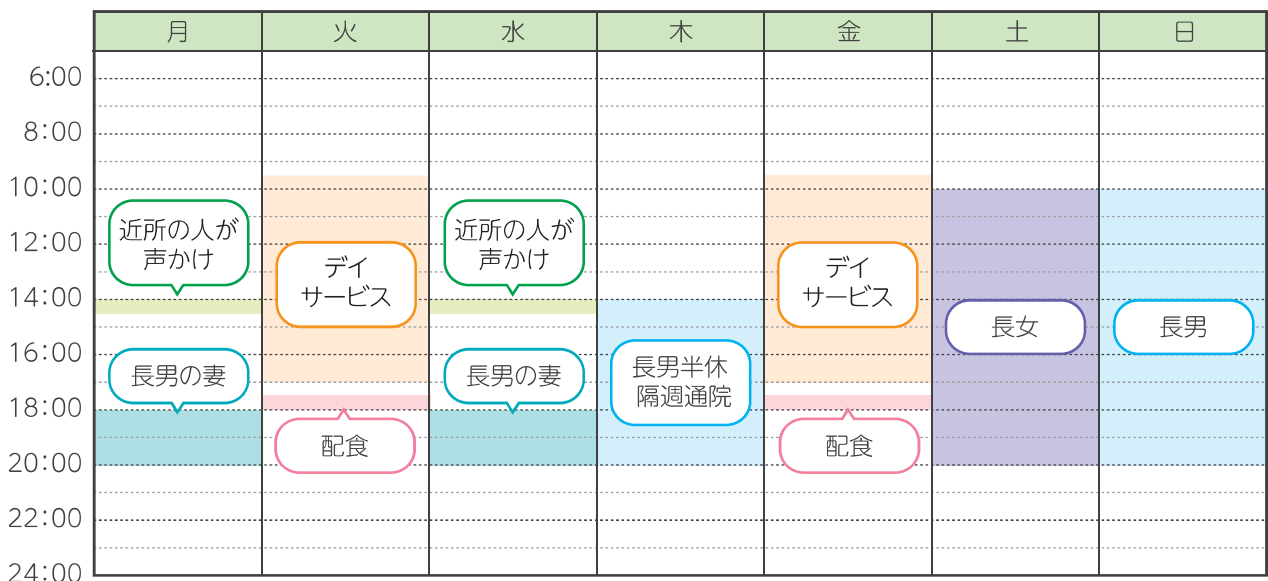 月 火 水 木 金 土 日
6:00
8:00
10:00
12:00
14:00
16:00
18:00
20:00
22:00
24:00
近所の人が
声かけ
長男の妻
デイ
サービス
配食
近所の人が
声かけ
長男の妻
長男半休
隔週通院
デイ
サービス
配食
長女
長男